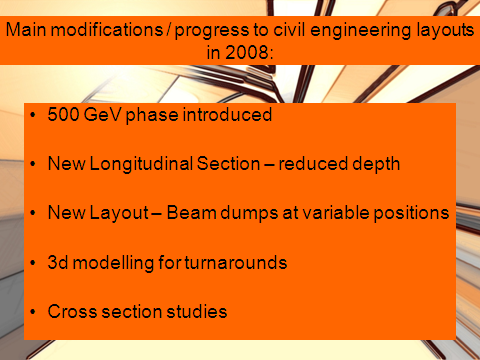 Main modifications / progress to civil engineering layouts
in 2008:
• 500 GeV phase introduced
• New Longitudinal Section – reduced depth
• New Layout – Beam dumps at variable positions
• 3d modelling for turnarounds
• Cross section studies